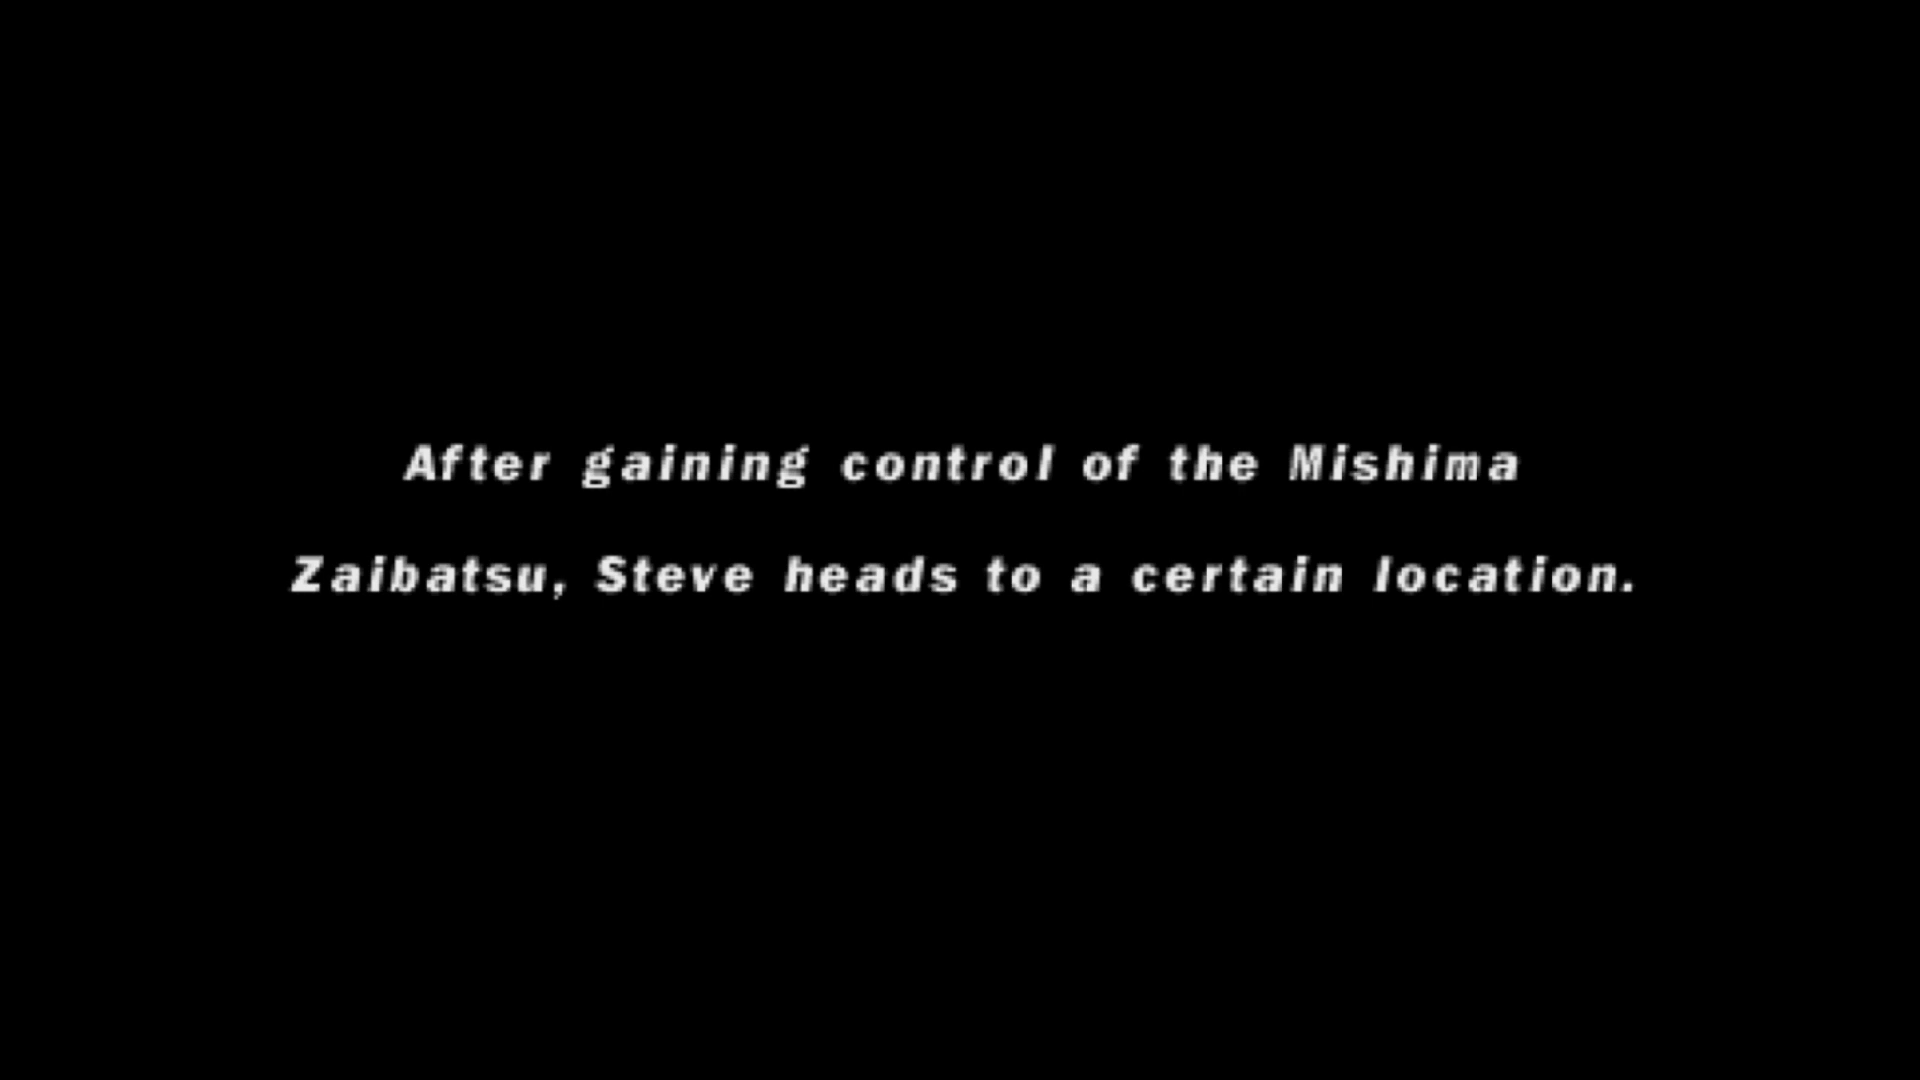 After gaining control of the Mishima
Zaibatsu, Steve heads to a certain location.